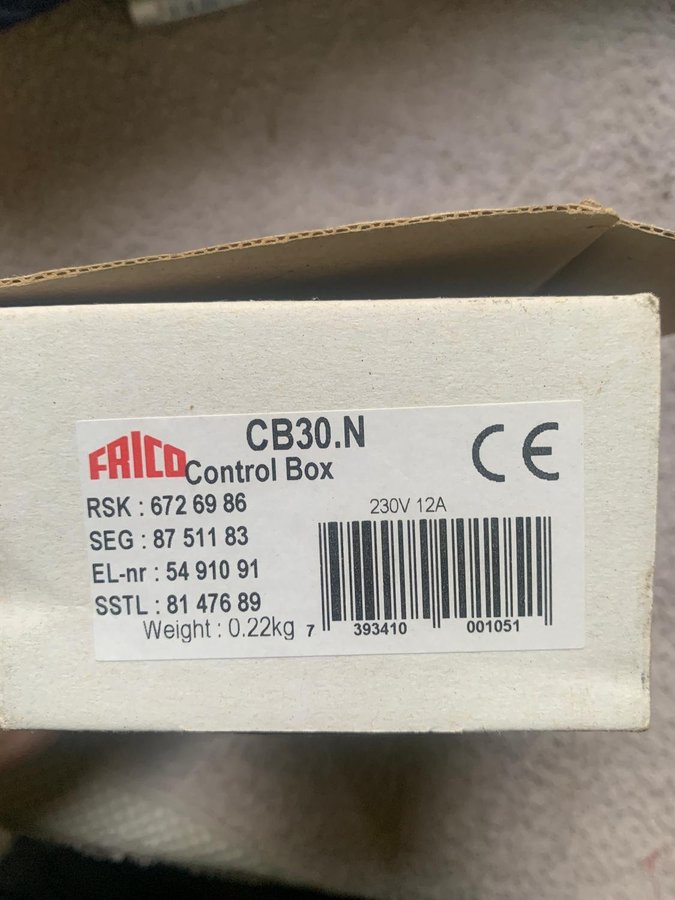 FRICO
CB30.N
Control Box
CE
RSK : 672 69 86
SEG : 87 511 83
EL-nr : 54 910 91
SSTL : 81 476 89
Weight : 0.22kg
230V 12A
7 393410 001051